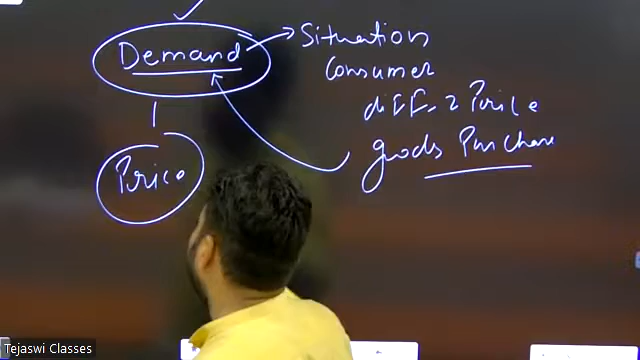 Demand
Situation
Consumer
diff. 2 Price
goods Purchase
Price
Tejaswi Classes